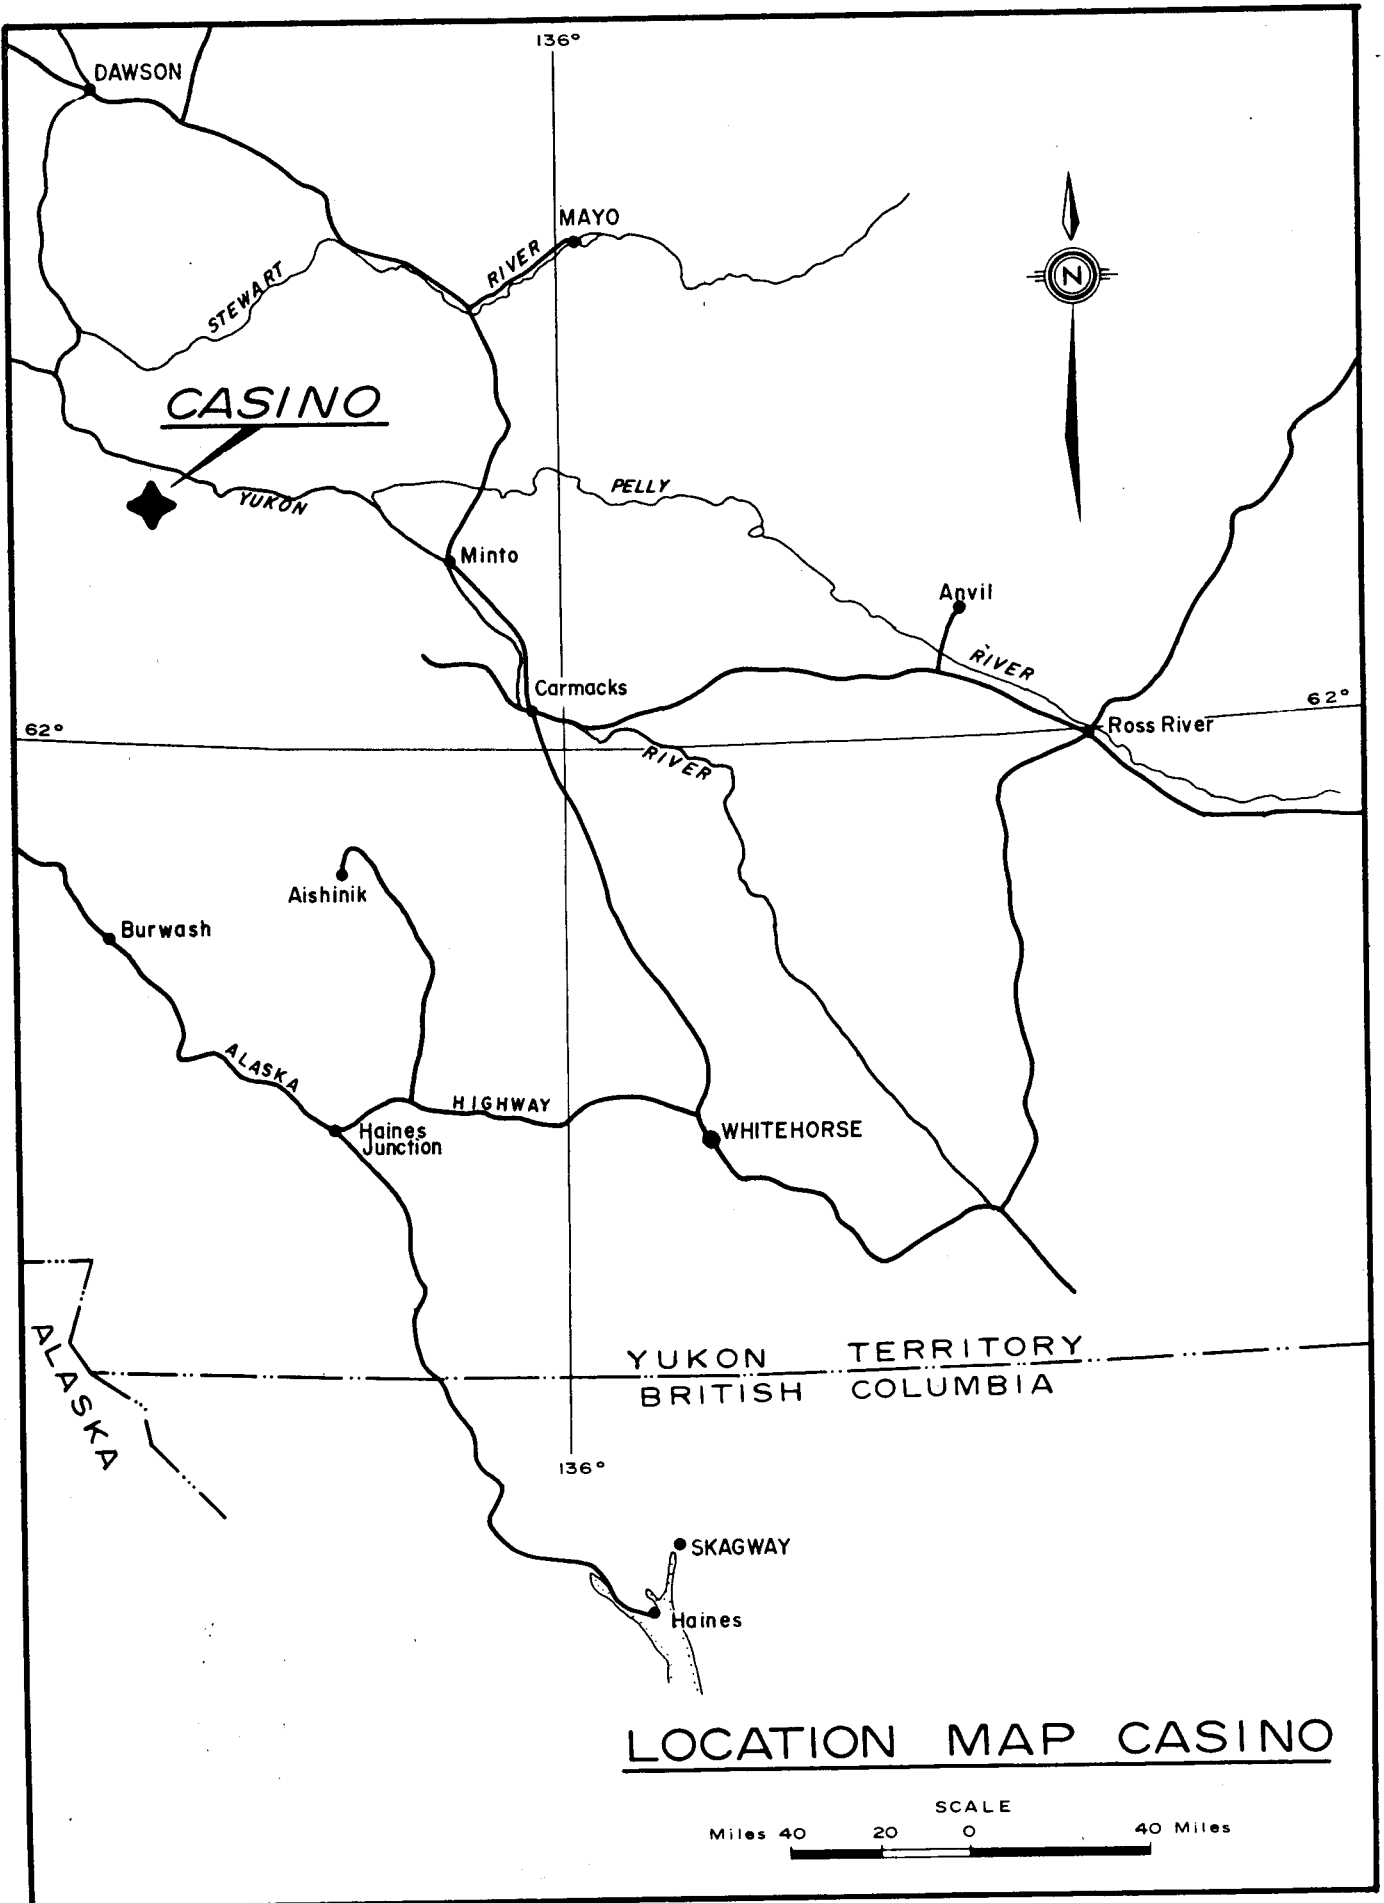 136°
DAWSON
MAYO
RIVER
STEWART
N
CASINO
PELLY
YUKON
Minto
Anvil
RIVER
Carmacks
62°
Ross River
62°
RIVER
Aishinik
Burwash
ALASKA
HIGHWAY
Haines
Junction
WHITEHORSE
YUKON TERRITORY
BRITISH COLUMBIA
ALASKA
136°
SKAGWAY
Haines
LOCATION MAP CASINO
SCALE
Miles 40 20 0 40 Miles